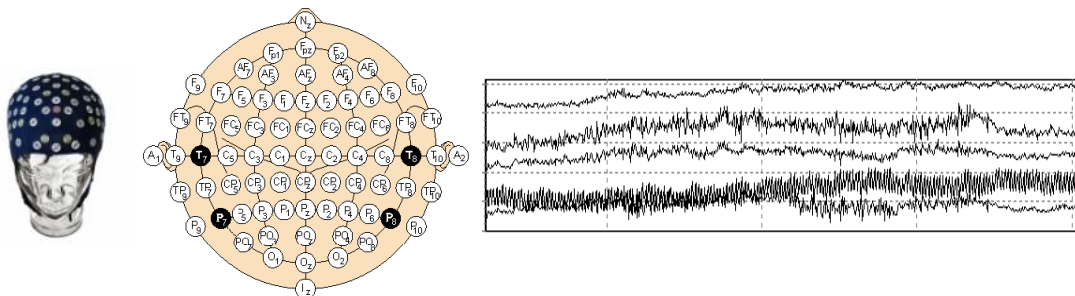 Nz
Fp1 Fpz Fp2
AF7 AF3 AFz AF4 AF8
F9 F7 F5 F3 F1 Fz F2 F4 F6 F8 F10
FT9 FT7 FC5 FC3 FC1 FCz FC2 FC4 FC6 FT8 FT10
A1 T9 T7 C5 C3 C1 Cz C2 C4 C6 T8 T10 A2
TP9 TP7 CP5 CP3 CP1 CPz CP2 CP4 CP6 TP8 TP10
P9 P7 P5 P3 P1 Pz P2 P4 P6 P8 P10
PO7 PO3 POz PO4 PO8
O1 Oz O2
Iz